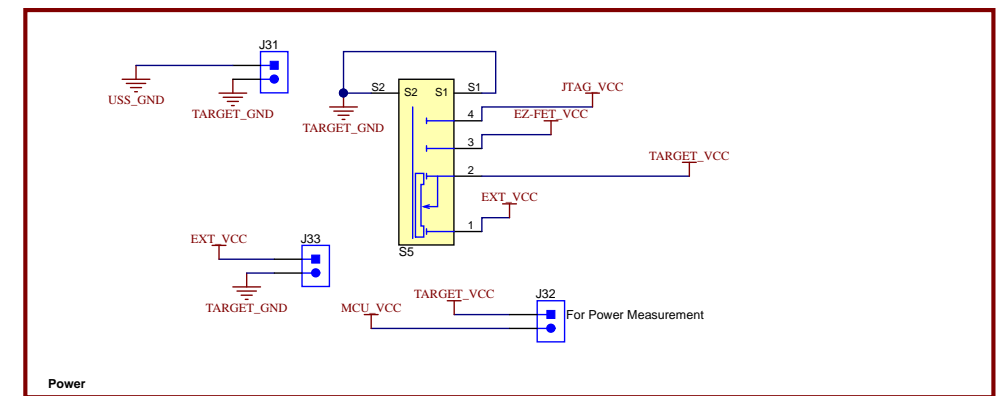 J31
USS_GND
TARGET_GND
S2
S2
S1
S1
TARGET_GND
4
JTAG_VCC
EZ-FET_VCC
3
2
TARGET_VCC
EXT_VCC
1
S5
EXT_VCC
J33
TARGET_GND
TARGET_VCC
MCU_VCC
J32
For Power Measurement
Power